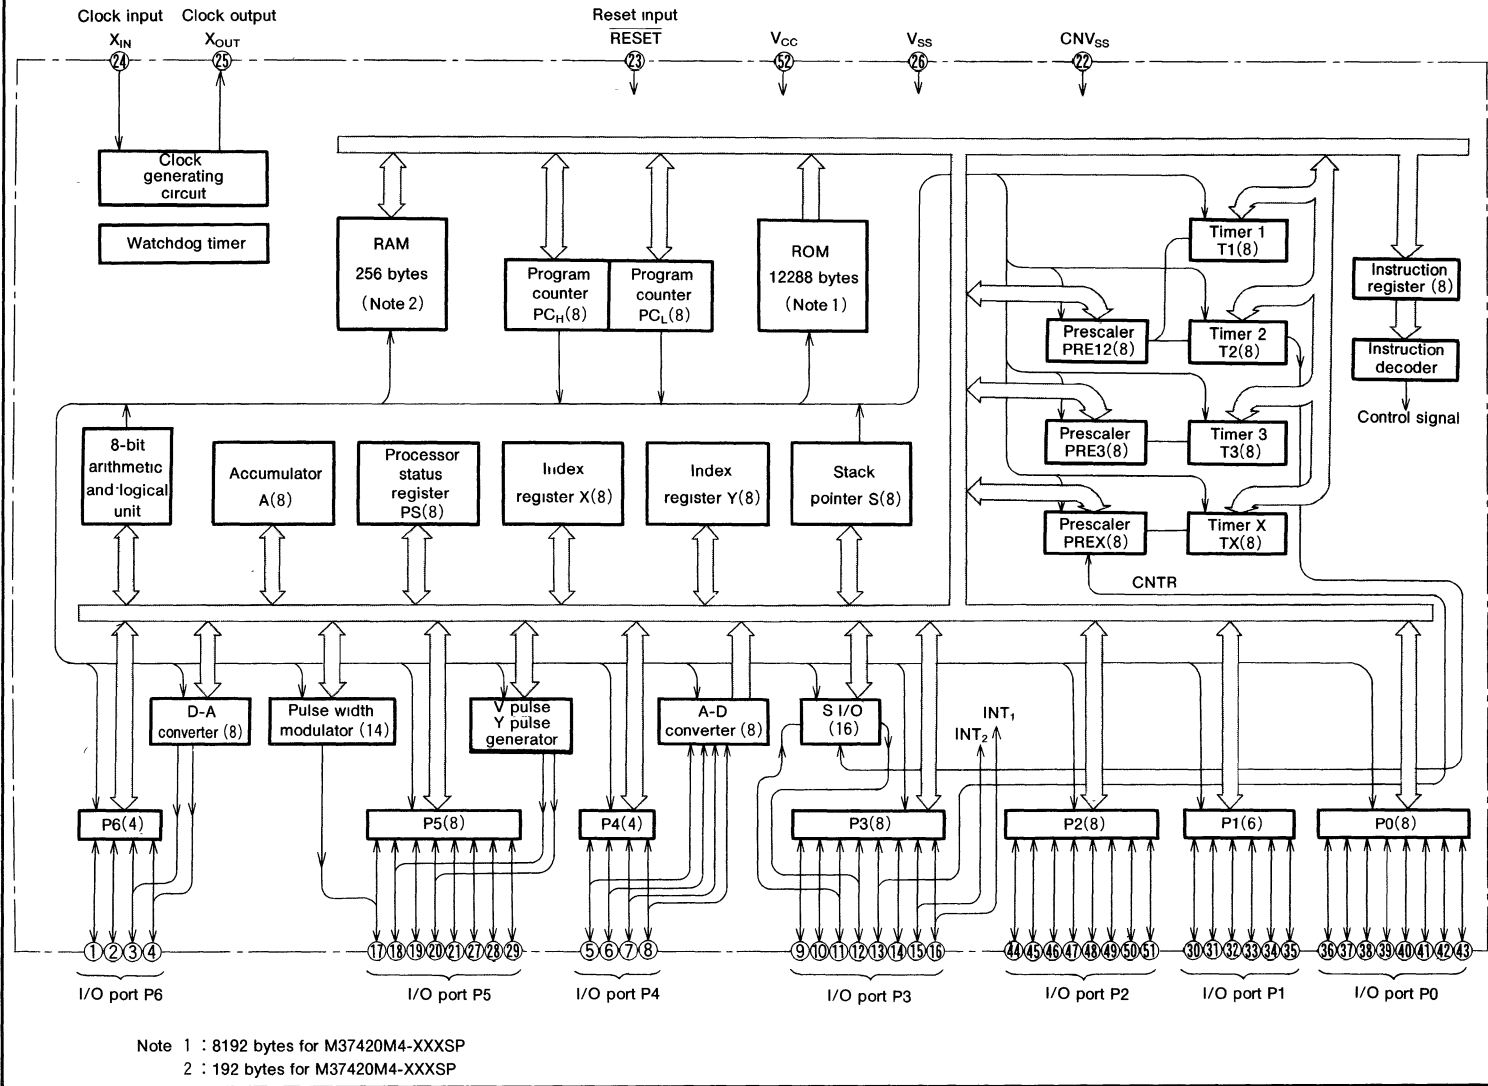 Clock input
Clock output
Reset input
XIN
XOUT
RESET
VCC
VSS
CNVSS
24
25
23
52
26
22
Clock
generating
circuit
Watchdog timer
RAM
256 bytes
(Note 2)
Program
counter
PCH(8)
Program
counter
PCL(8)
ROM
12288 bytes
(Note 1)
Timer 1
T1(8)
Prescaler
PRE12(8)
Timer 2
T2(8)
Prescaler
PRE3(8)
Timer 3
T3(8)
Prescaler
PREX(8)
Timer X
TX(8)
Instruction
register (8)
Instruction
decoder
Control signal
CNTR
8-bit
arithmetic
and logical
unit
Accumulator
A(8)
Processor
status
register
PS(8)
Index
register X(8)
Index
register Y(8)
Stack
pointer S(8)
D-A
converter (8)
Pulse width
modulator (14)
V pulse
Y pulse
generator
A-D
converter (8)
S I/O
(16)
INT1
INT2
P6(4)
P5(8)
P4(4)
P3(8)
P2(8)
P1(6)
P0(8)
1 2 3 4
17 18 19 20 21 27 28 29
5 6 7 8
9 10 11 12 13 14 15 16
44 45 46 47 48 49 50 51
30 31 32 33 34 35
36 37 38 39 40 41 42 43
I/O port P6
I/O port P5
I/O port P4
I/O port P3
I/O port P2
I/O port P1
I/O port P0
Note 1 : 8192 bytes for M37420M4-XXXSP
2 : 192 bytes for M37420M4-XXXSP